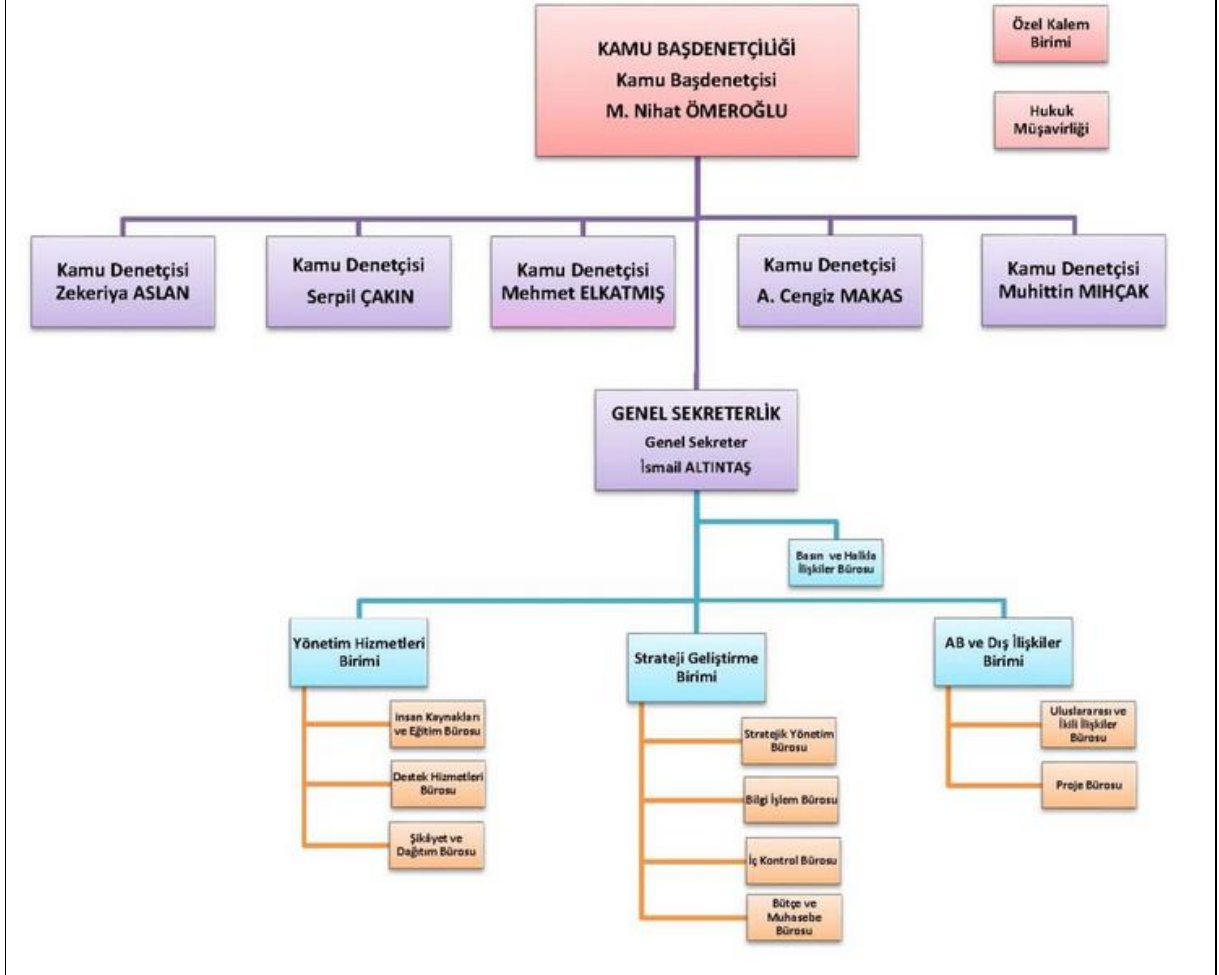 KAMU BAŞDENETÇİLİĞİ
Kamu Başdenetçisi
M. Nihat ÖMEROĞLU
Özel Kalem
Birimi
Hukuk
Müşavirliği
Kamu Denetçisi
Zekeriya ASLAN
Kamu Denetçisi
Serpil ÇAKIN
Kamu Denetçisi
Mehmet ELKATMIŞ
Kamu Denetçisi
A. Cengiz MAKAS
Kamu Denetçisi
Muhittin MIHÇAK
GENEL SEKRETERLİK
Genel Sekreter
İsmail ALTINTAŞ
Basın ve Halkla
İlişkiler Bürosu
Yönetim Hizmetleri
Birimi
İnsan Kaynakları
ve Eğitim Bürosu
Destek Hizmetleri
Bürosu
Şikâyet ve
Dağıtım Bürosu
Strateji Geliştirme
Birimi
Stratejik Yönetim
Bürosu
Bilgi İşlem Bürosu
İç Kontrol Bürosu
Bütçe ve
Muhasebe
Bürosu
AB ve Dış İlişkiler
Birimi
Uluslararası ve
İkili İlişkiler
Bürosu
Proje Bürosu